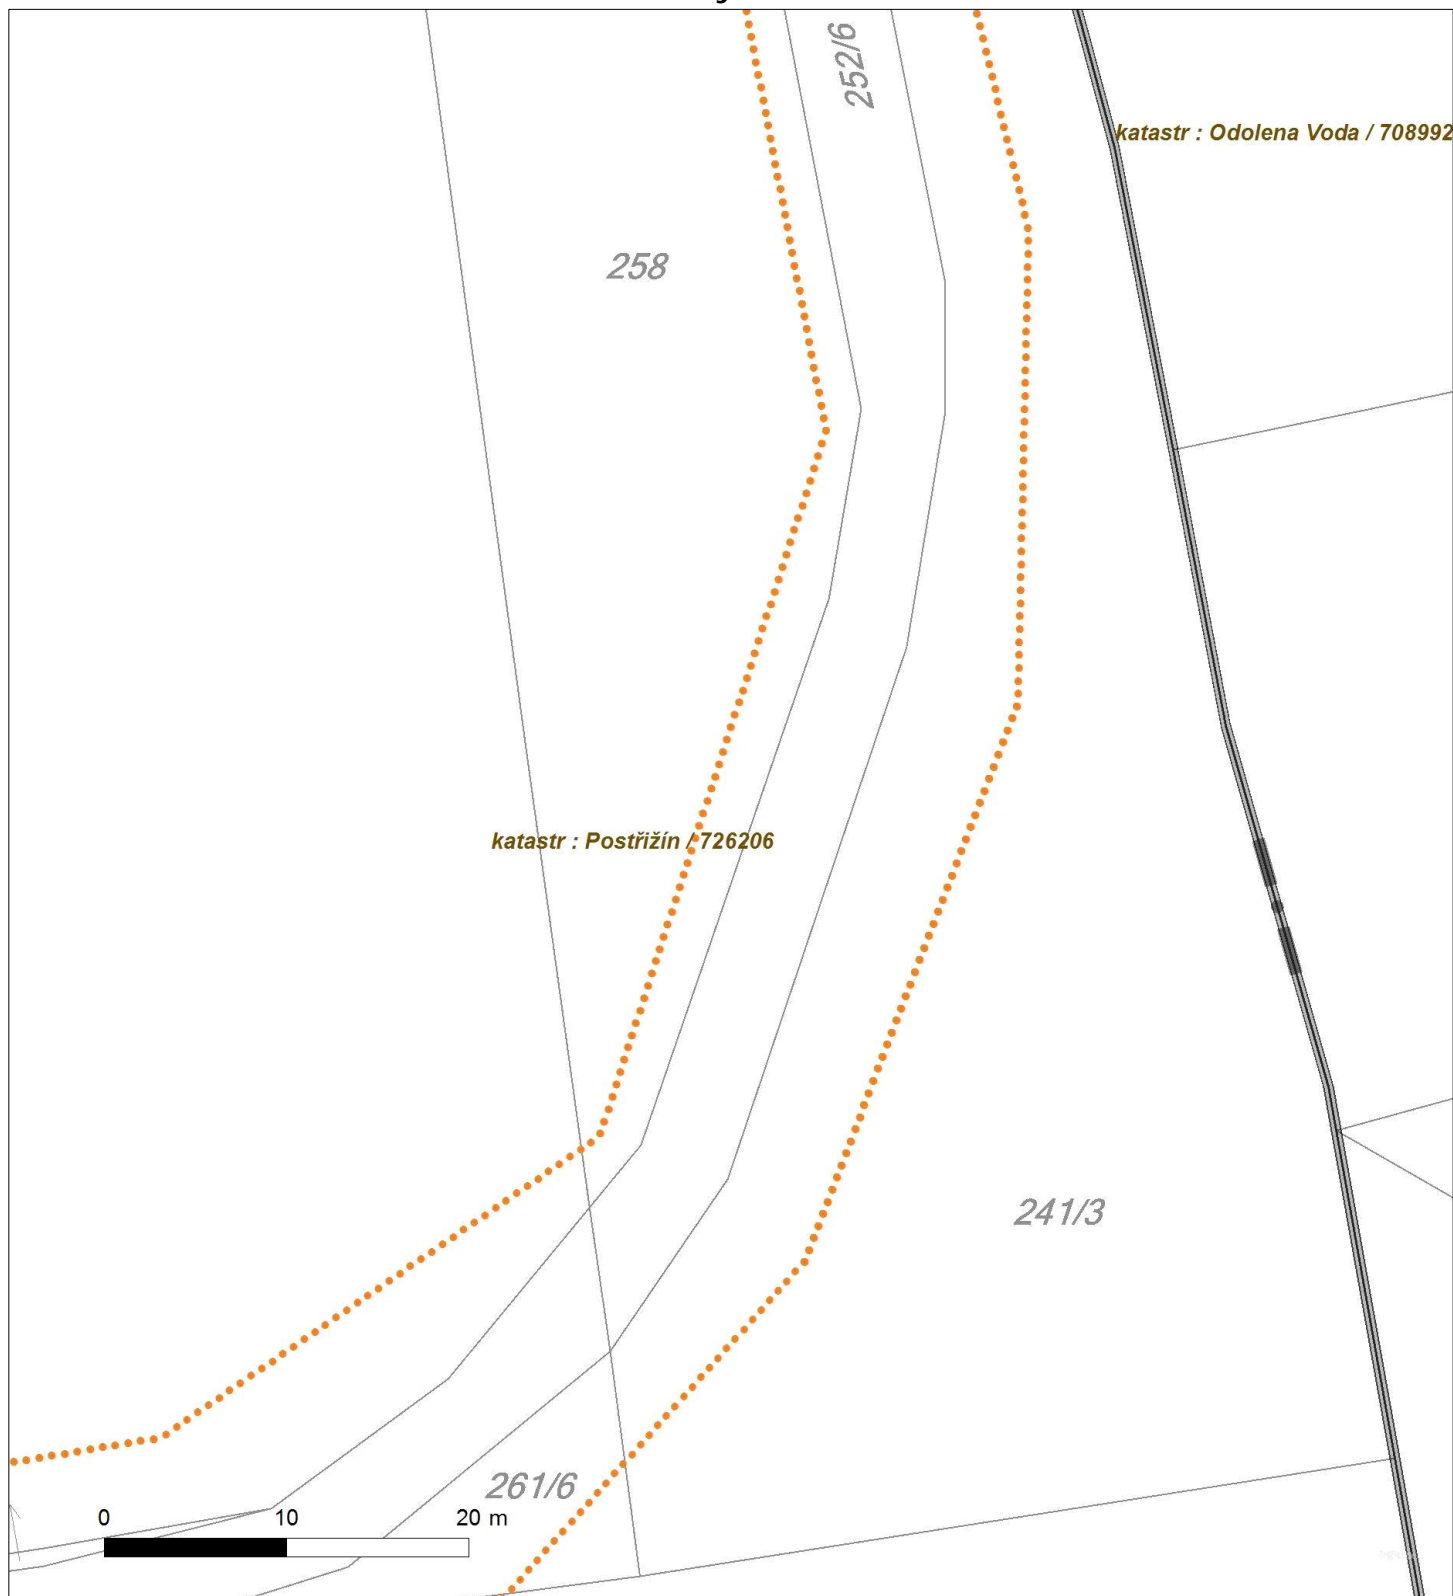 252/6
katastr : Odolena Voda / 708992
258
katastr : Postřižín / 726206
241/3
261/6
0 10 20 m